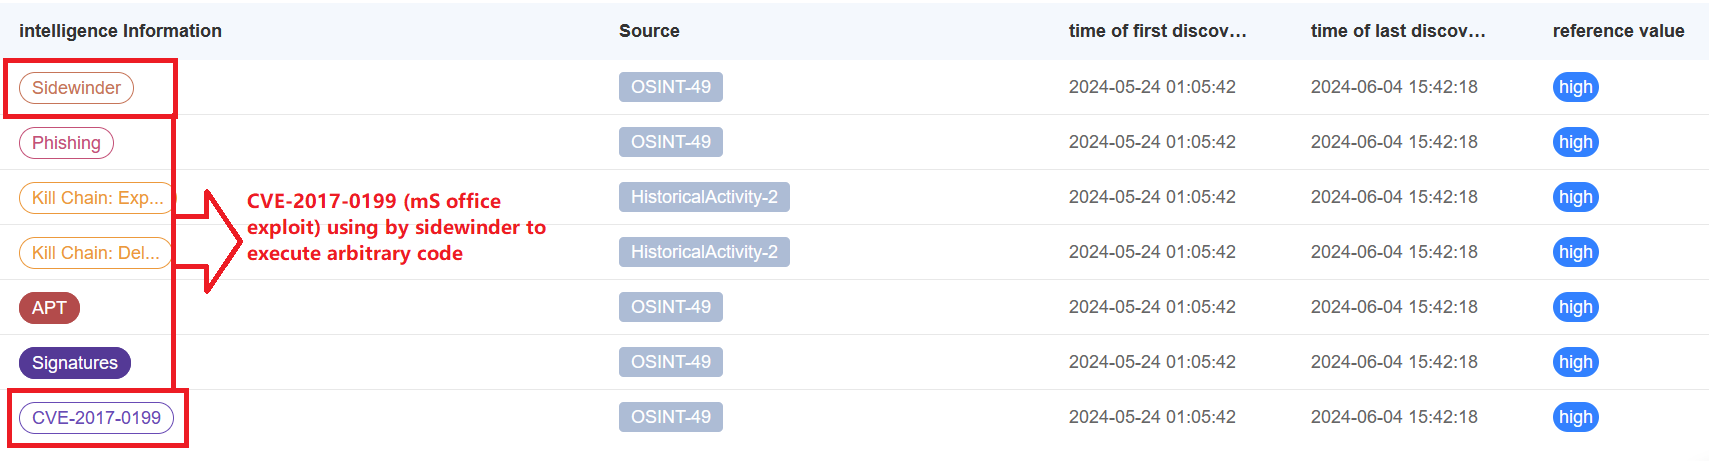 intelligence Information Source time of first discov... time of last discov... reference value
Sidewinder OSINT-49 2024-05-24 01:05:42 2024-06-04 15:42:18 high
Phishing OSINT-49 2024-05-24 01:05:42 2024-06-04 15:42:18 high
Kill Chain: Exp... HistoricalActivity-2 2024-05-24 01:05:42 2024-06-04 15:42:18 high
CVE-2017-0199 (mS office
exploit) using by sidewinder to
execute arbitrary code
Kill Chain: Del... HistoricalActivity-2 2024-05-24 01:05:42 2024-06-04 15:42:18 high
APT OSINT-49 2024-05-24 01:05:42 2024-06-04 15:42:18 high
Signatures OSINT-49 2024-05-24 01:05:42 2024-06-04 15:42:18 high
CVE-2017-0199 OSINT-49 2024-05-24 01:05:42 2024-06-04 15:42:18 high